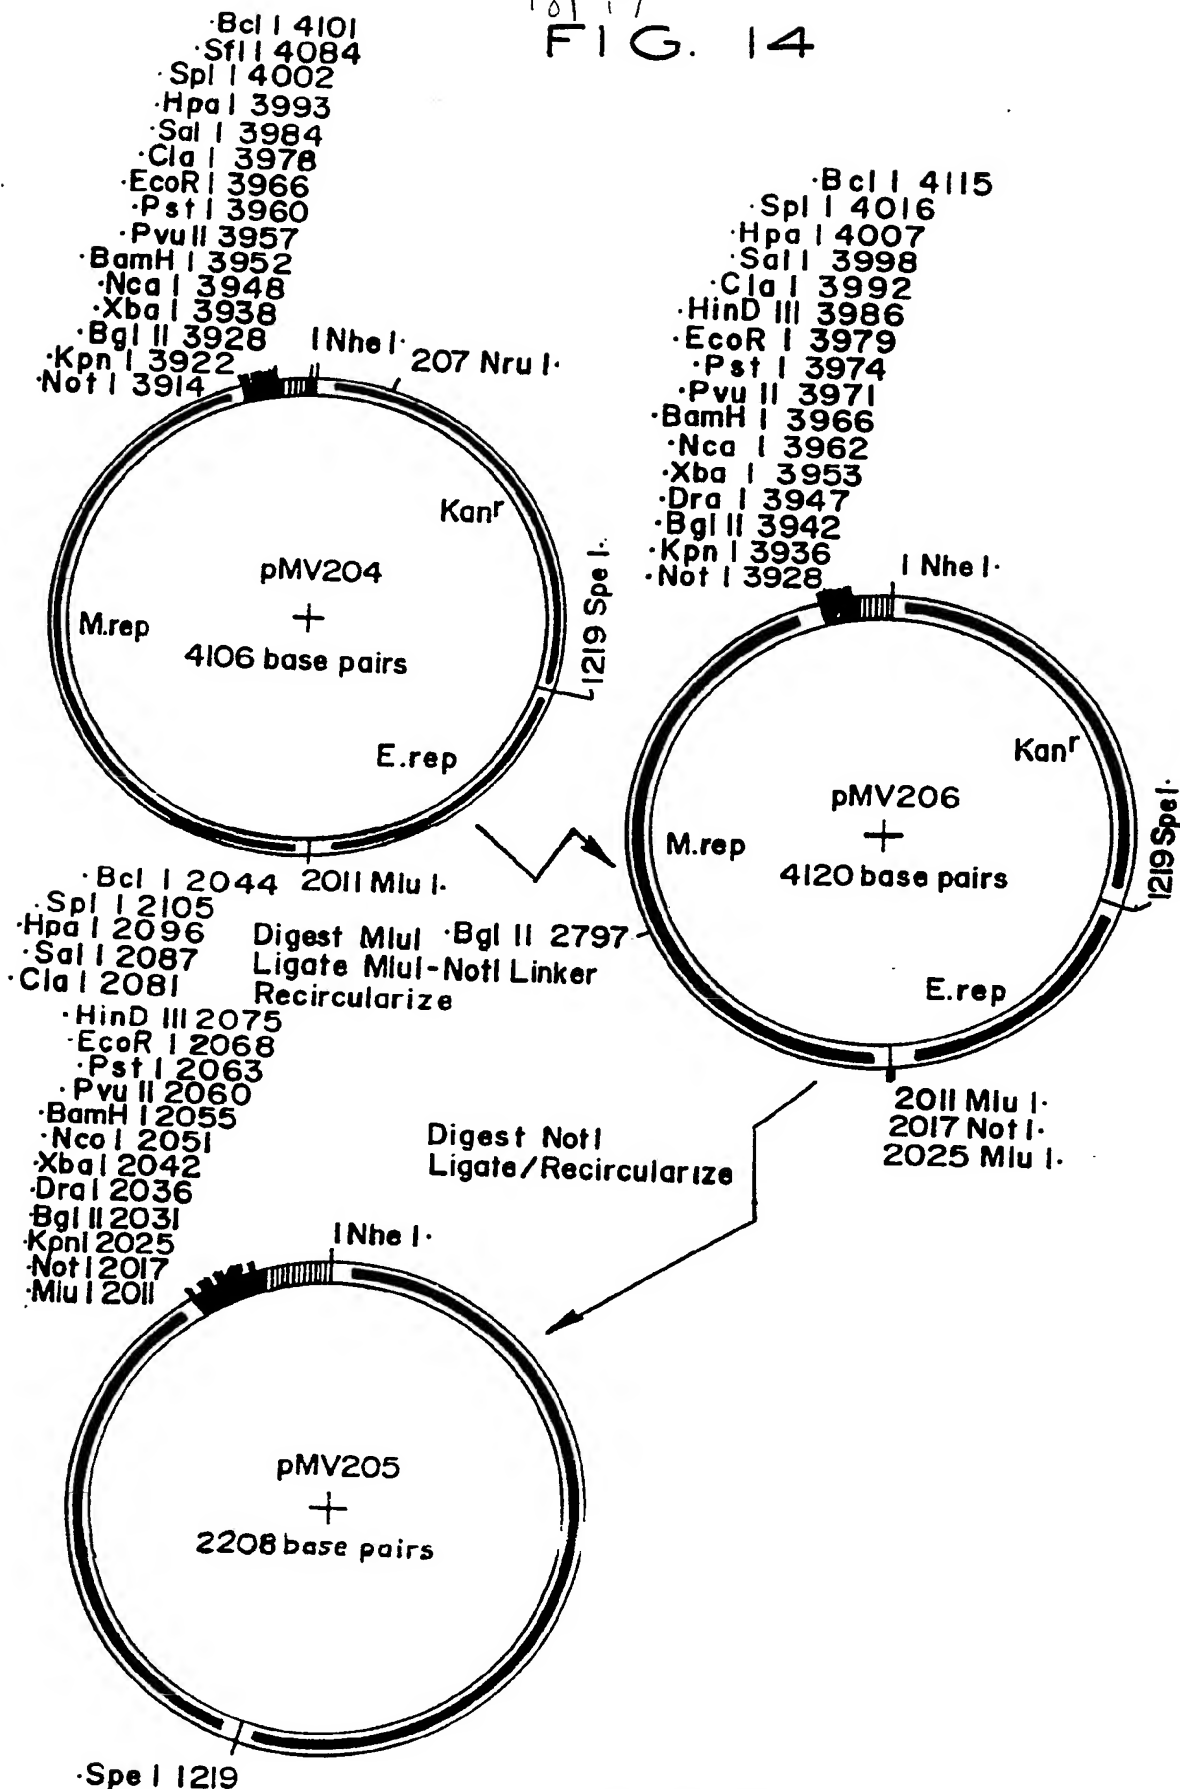 FIG. 14
·Bcl I 4101
·SfI I 4084
·Spl I 4002
·Hpa I 3993
·Sal I 3984
·Cla I 3978
·EcoR I 3966
·Pst I 3960
·Pvu II 3957
·BamH I 3952
·Nca I 3948
·Xba I 3938
·Bgl II 3928
·Kpn I 3922
·Not I 3914
I Nhe I·
207 Nru I·
Kanr
1219 Spe I·
pMV204
+
4106 base pairs
M.rep
E.rep
2011 Mlu I·
·Bcl I 4115
·Spl I 4016
·Hpa I 4007
·Sal I 3998
·Cla I 3992
·HinD III 3986
·EcoR I 3979
·Pst I 3974
·Pvu II 3971
·BamH I 3966
·Nca I 3962
·Xba I 3953
·Dra I 3947
·Bgl II 3942
·Kpn I 3936
·Not I 3928
I Nhe I·
Kanr
1219 Spe I·
pMV206
+
4120 base pairs
M.rep
·Bgl II 2797
E.rep
2011 Mlu I·
2017 Not I·
2025 Mlu I·
Digest MluI
Ligate MluI-NotI Linker
Recircularize
Digest NotI
Ligate/Recircularize
·Bcl I 2044
·Spl I 2105
·Hpa I 2096
·Sal I 2087
·Cla I 2081
·HinD III 2075
·EcoR I 2068
·Pst I 2063
·Pvu II 2060
·BamH I 2055
·Nco I 2051
·Xba I 2042
·Dra I 2036
·Bgl II 2031
·Kpn I 2025
·Not I 2017
·Mlu I 2011
I Nhe I·
pMV205
+
2208 base pairs
·Spe I 1219